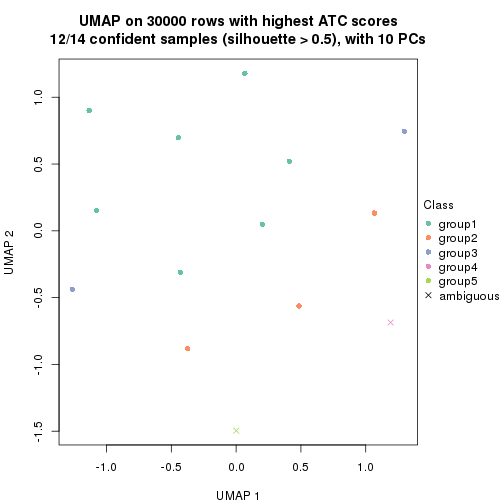 UMAP on 30000 rows with highest ATC scores
12/14 confident samples (silhouette > 0.5), with 10 PCs
UMAP 2
1.0
0.5
0.0
-0.5
-1.0
-1.5
-1.0
-0.5
0.0
0.5
1.0
UMAP 1
Class
group1
group2
group3
group4
group5
ambiguous